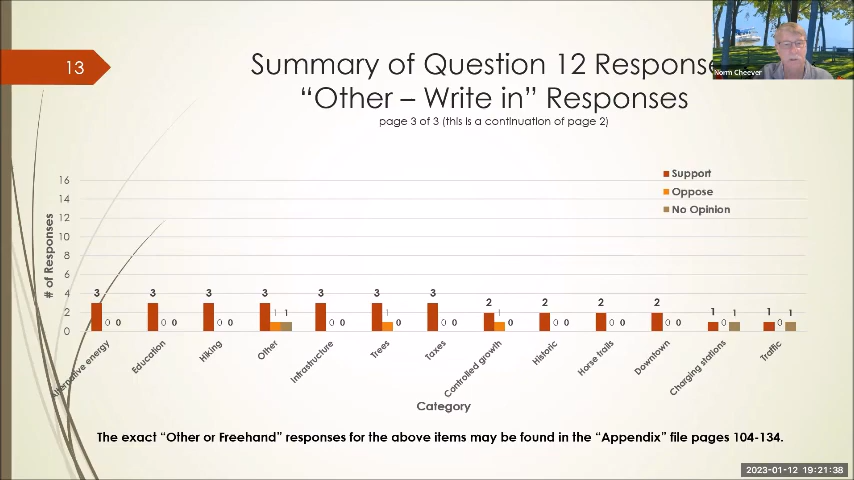 13
Summary of Question 12 Respons
"Other – Write in" Responses
page 3 of 3 (this is a continuation of page 2)
Norm Cheever
Support
Oppose
No Opinion
# of Responses
16
14
12
10
8
6
4
2
0
3 0 0
3 0 0
3 0 0
3 1 1
3 0 0
3 1 0
3 0 0
2 1 0
2 0 0
2 0 0
2 0 0
1 0 1
1 0 1
Alternative energy
Education
Hiking
Other
Infrastructure
Trees
Taxes
Controlled growth
Historic
Horse trails
Downtown
Charging stations
Traffic
Category
The exact "Other or Freehand" responses for the above items may be found in the "Appendix" file pages 104-134.
2023-01-12 19:21:38